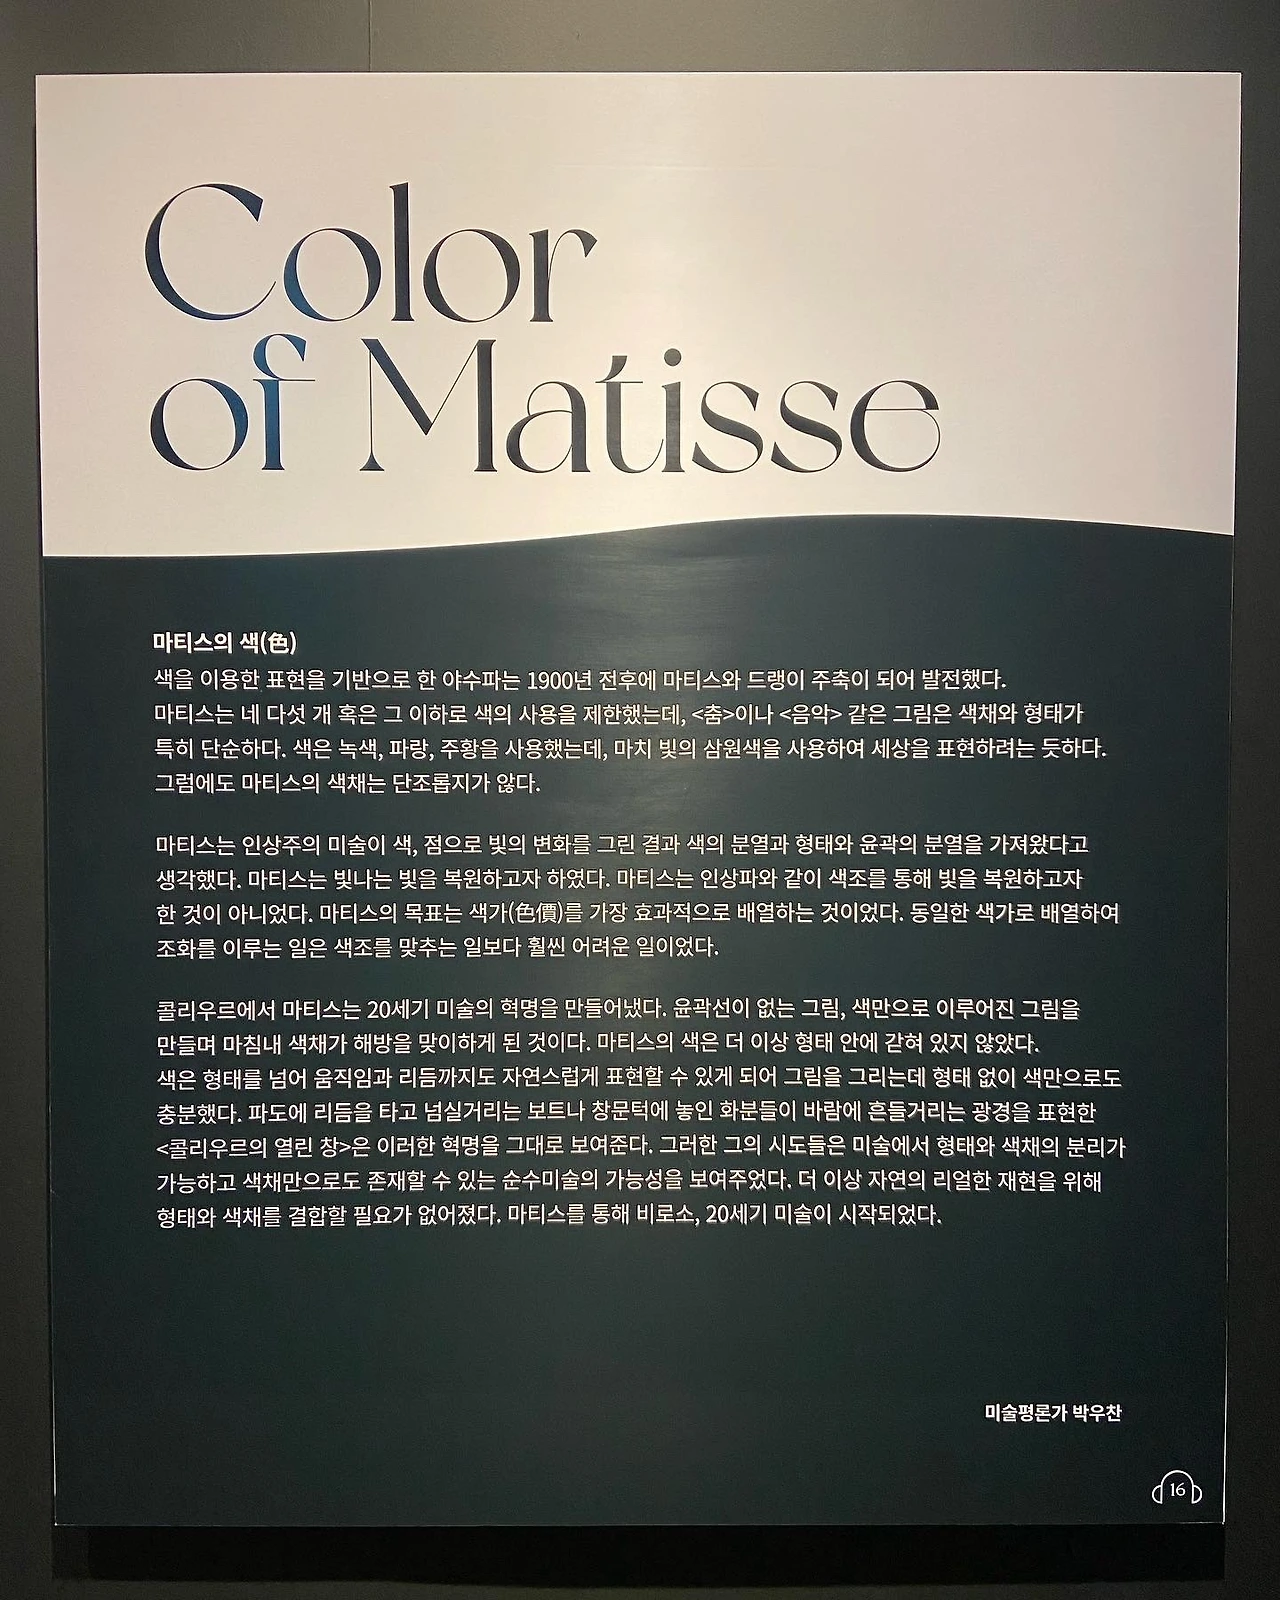 Color
of Matisse
마티스의 색(色)
색을 이용한 표현을 기반으로 한 야수파는 1900년 전후에 마티스와 드랭이 주축이 되어 발전했다.
마티스는 네 다섯 개 혹은 그 이하로 색의 사용을 제한했는데, <춤>이나 <음악> 같은 그림은 색채와 형태가
특히 단순하다. 색은 녹색, 파랑, 주황을 사용했는데, 마치 빛의 삼원색을 사용하여 세상을 표현하려는 듯하다.
그럼에도 마티스의 색채는 단조롭지가 않다.
마티스는 인상주의 미술이 색, 점으로 빛의 변화를 그린 결과 색의 분열과 형태와 윤곽의 분열을 가져왔다고
생각했다. 마티스는 빛나는 빛을 복원하고자 하였다. 마티스는 인상파와 같이 색조를 통해 빛을 복원하고자
한 것이 아니었다. 마티스의 목표는 색가(色價)를 가장 효과적으로 배열하는 것이었다. 동일한 색가로 배열하여
조화를 이루는 일은 색조를 맞추는 일보다 훨씬 어려운 일이었다.
콜리우르에서 마티스는 20세기 미술의 혁명을 만들어냈다. 윤곽선이 없는 그림, 색만으로 이루어진 그림을
만들며 마침내 색채가 해방을 맞이하게 된 것이다. 마티스의 색은 더 이상 형태 안에 갇혀 있지 않았다.
색은 형태를 넘어 움직임과 리듬까지도 자연스럽게 표현할 수 있게 되어 그림을 그리는데 형태 없이 색만으로도
충분했다. 파도에 리듬을 타고 넘실거리는 보트나 창문턱에 놓인 화분들이 바람에 흔들거리는 광경을 표현한
<콜리우르의 열린 창>은 이러한 혁명을 그대로 보여준다. 그러한 그의 시도들은 미술에서 형태와 색채의 분리가
가능하고 색채만으로도 존재할 수 있는 순수미술의 가능성을 보여주었다. 더 이상 자연의 리얼한 재현을 위해
형태와 색채를 결합할 필요가 없어졌다. 마티스를 통해 비로소, 20세기 미술이 시작되었다.
미술평론가 박우찬
16